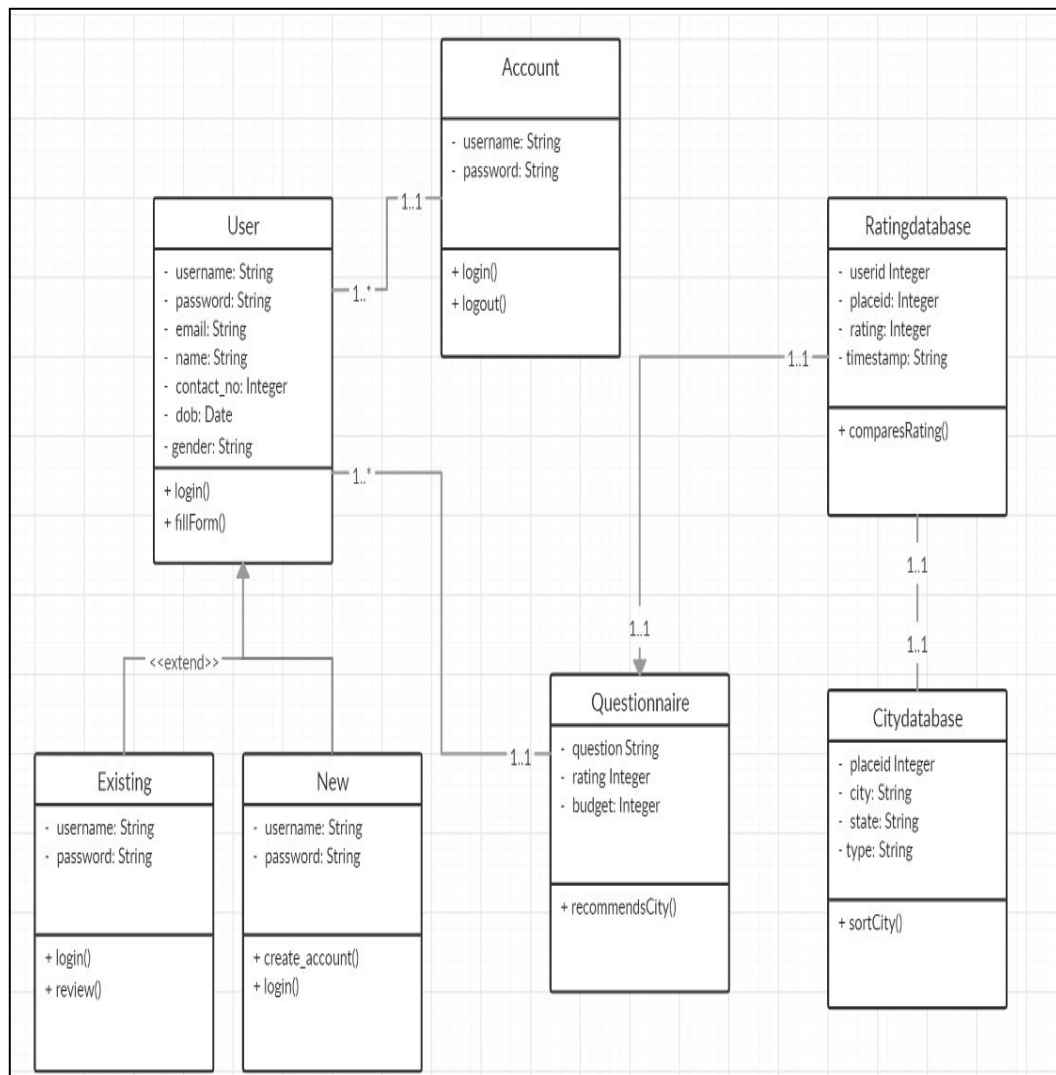 Account
- username: String
- password: String
+ login()
+ logout()
1..1
User
- username: String
- password: String
- email: String
- name: String
- contact_no: Integer
- dob: Date
- gender: String
+ login()
+ fillForm()
1..*
1..*
Ratingdatabase
- userid Integer
- placeid: Integer
- rating: Integer
- timestamp: String
+ comparesRating()
1..1
1..1
1..1
1..1
<<extend>>
Existing
- username: String
- password: String
+ login()
+ review()
New
- username: String
- password: String
+ create_account()
+ login()
1..1
Questionnaire
- question String
- rating Integer
- budget: Integer
+ recommendsCity()
Citydatabase
- placeid Integer
- city: String
- state: String
- type: String
+ sortCity()